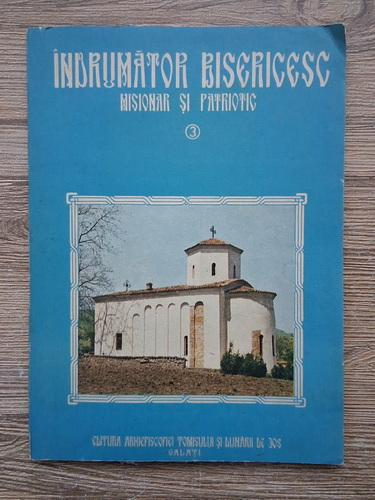 ÎNDRUMĂTOR BISERICESC
MISIONAR ȘI PATRIOTIC
3
EDITURA ARHIEPISCOPIEI TOMISULUI ȘI DUNĂRII DE JOS
GALAȚI